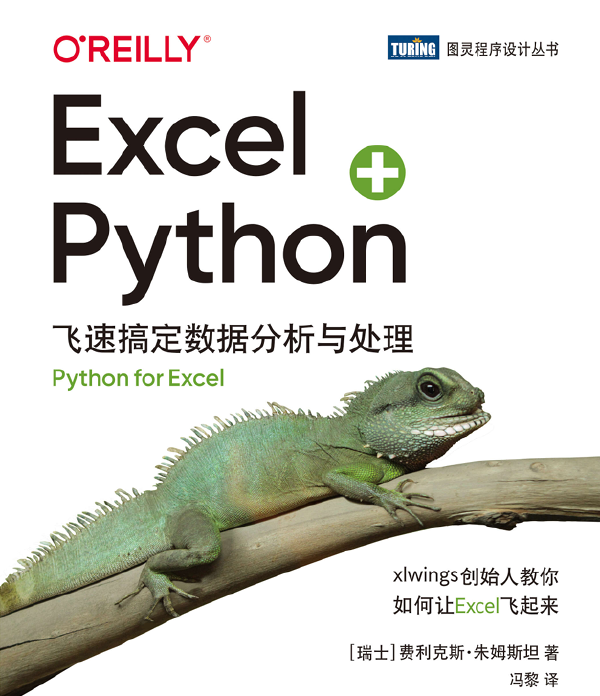 O'REILLY®
TURING 图灵程序设计丛书
Excel
+
Python
飞速搞定数据分析与处理
Python for Excel
xlwings创始人教你
如何让Excel飞起来
[瑞士]费利克斯·朱姆斯坦 著
冯黎 译